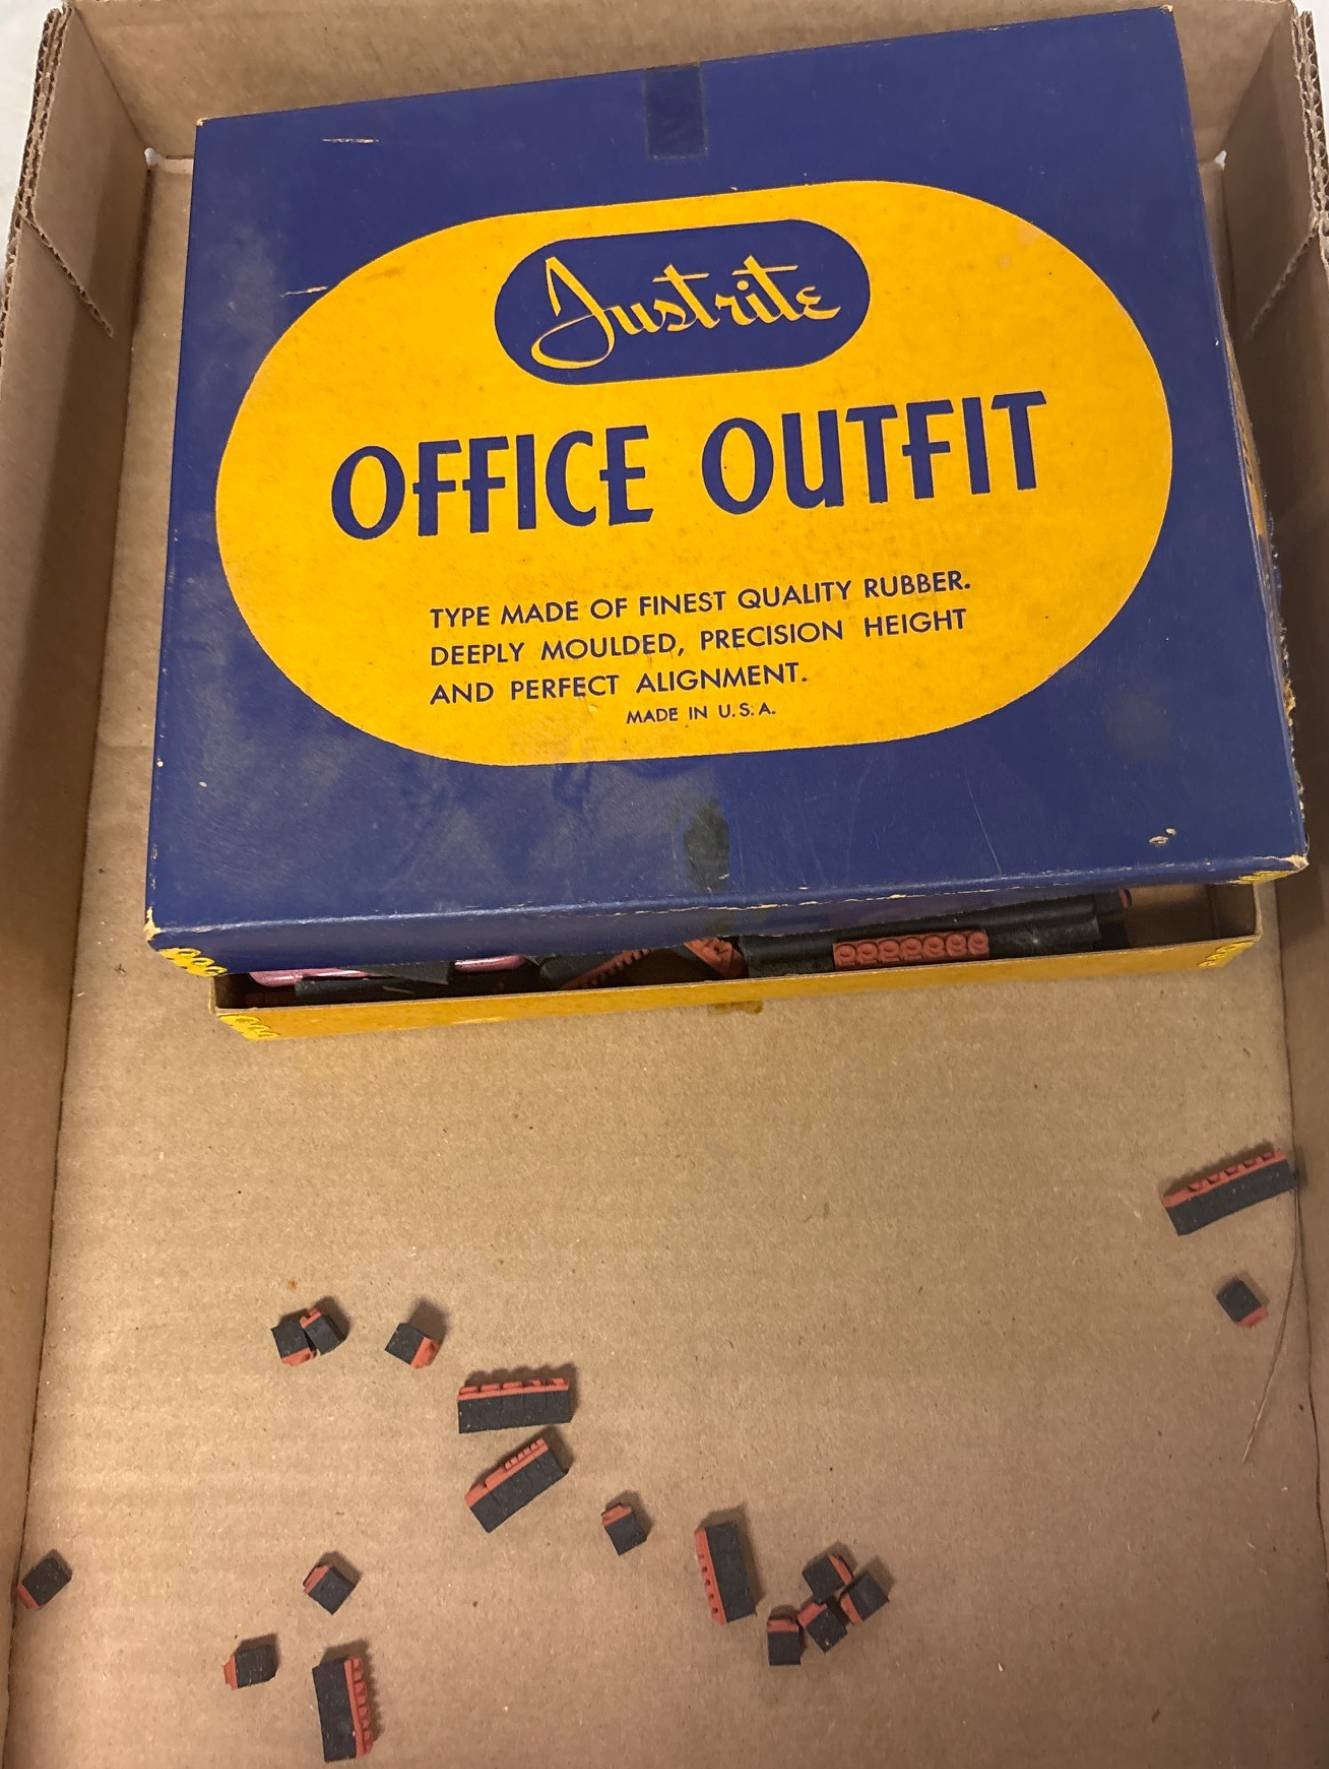 Justrite
OFFICE OUTFIT
TYPE MADE OF FINEST QUALITY RUBBER.
DEEPLY MOULDED, PRECISION HEIGHT
AND PERFECT ALIGNMENT.
MADE IN U.S.A.